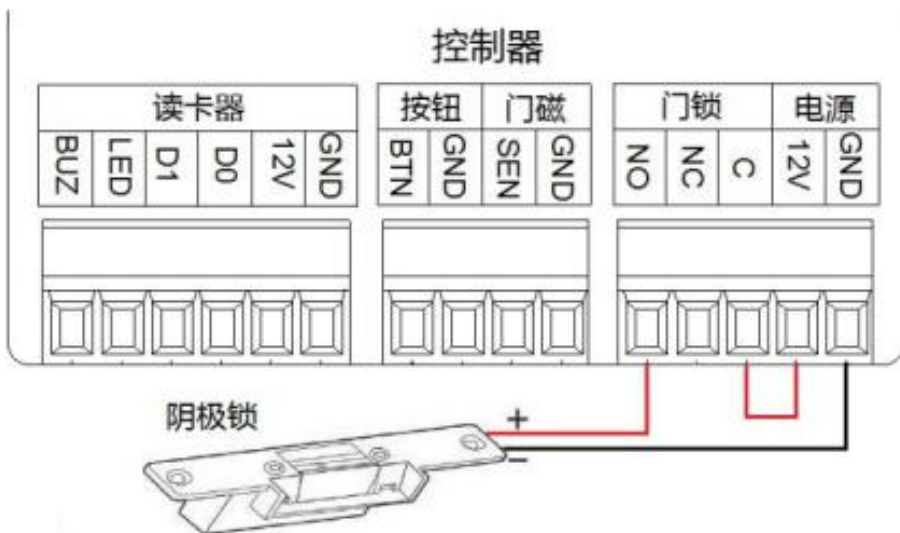 控制器
读卡器 按钮 门磁 门锁 电源
BUZ LED D1 D0 12V GND BTN GND SEN GND NO NC C 12V GND
阴极锁
+
−